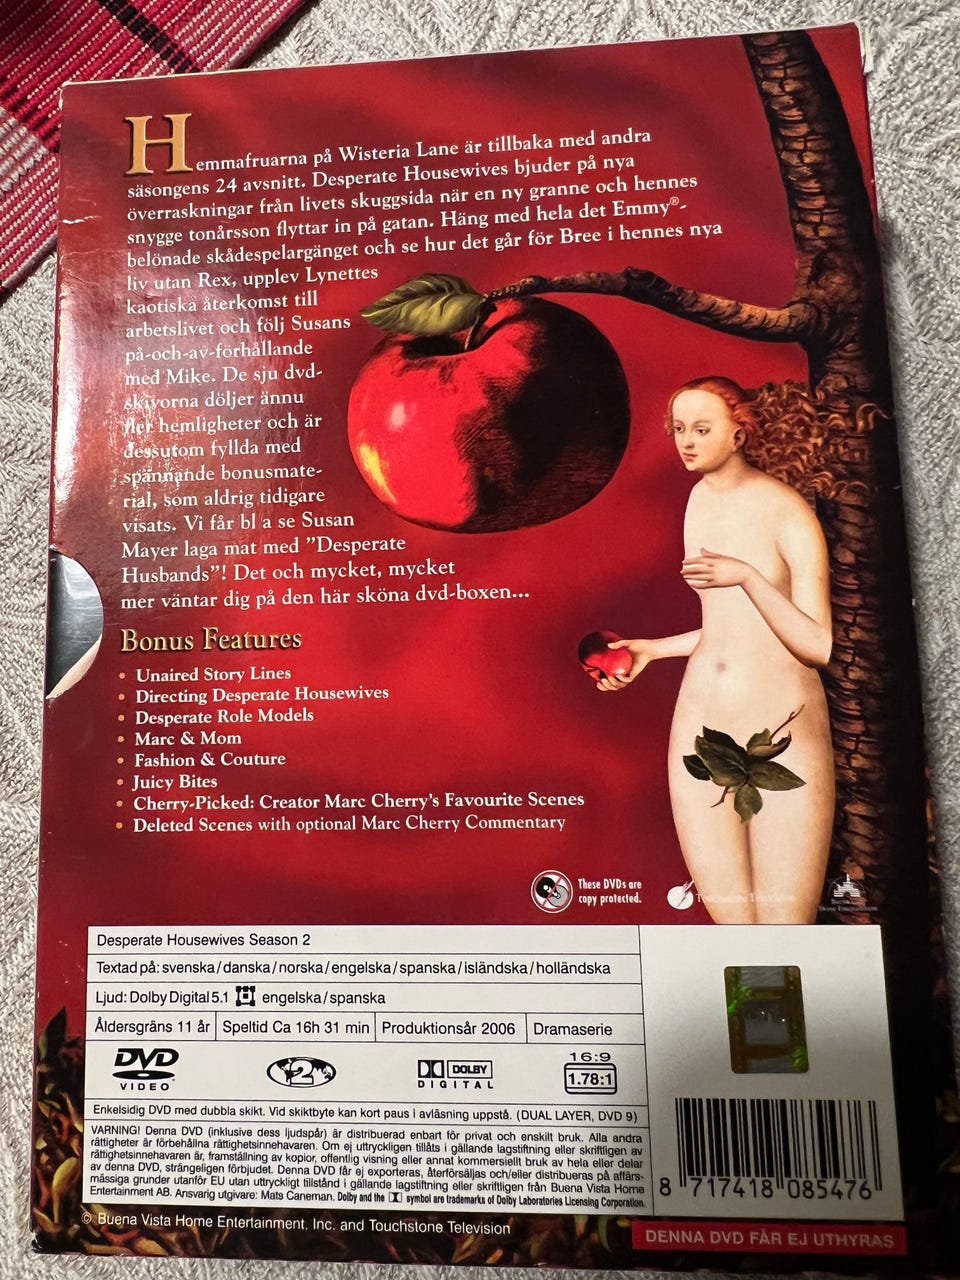 Hemmafruarna på Wisteria Lane är tillbaka med andra
säsongens 24 avsnitt. Desperate Housewives bjuder på nya
överraskningar från livets skuggsida när en ny granne och hennes
snygge tonårsson flyttar in på gatan. Häng med hela det Emmy®-
belönade skådespelargänget och se hur det går för Bree i hennes nya
liv utan Rex, upplev Lynettes
kaotiska återkomst till
arbetslivet och följ Susans
på-och-av-förhållande
med Mike. De sju dvd-
skivorna döljer ännu
fler hemligheter och är
dessutom fyllda med
spännande bonusmate-
rial, som aldrig tidigare
visats. Vi får bl a se Susan
Mayer laga mat med ”Desperate
Husbands”! Det och mycket, mycket
mer väntar dig på den här sköna dvd-boxen...
Bonus Features
• Unaired Story Lines
• Directing Desperate Housewives
• Desperate Role Models
• Marc & Mom
• Fashion & Couture
• Juicy Bites
• Cherry-Picked: Creator Marc Cherry's Favourite Scenes
• Deleted Scenes with optional Marc Cherry Commentary
These DVDs are
copy protected.
Touchstone Television
Buena Vista
Home Entertainment
Desperate Housewives Season 2
Textad på: svenska/danska/norska/engelska/spanska/isländska/holländska
Ljud: Dolby Digital 5.1 engelska/spanska
Åldersgräns 11 år Speltid Ca 16h 31 min Produktionsår 2006 Dramaserie
DVD
VIDEO
2
DOLBY
DIGITAL
16:9
1.78:1
Enkelsidig DVD med dubbla skikt. Vid skiktbyte kan kort paus i avläsning uppstå. (DUAL LAYER, DVD 9)
VARNING! Denna DVD (inklusive dess ljudspår) är distribuerad enbart för privat och enskilt bruk. Alla andra
rättigheter är förbehållna rättighetsinnehavaren. Om ej uttryckligen tillåts i gällande lagstiftning eller skriftligen av
rättighetsinnehavaren är, framställning av kopior, offentlig visning eller annat kommersiellt bruk av hela eller delar
av denna DVD, strängeligen förbjudet. Denna DVD får ej exporteras, återförsäljas och/eller distribueras på affärs-
mässiga grunder utanför EU utan uttryckligt tillstånd i gällande lagstiftning eller skriftligen från Buena Vista Home
Entertainment AB. Ansvarig utgivare: Mats Caneman. Dolby and the symbol are trademarks of Dolby Laboratories Licensing Corporation.
8 717418 085476
© Buena Vista Home Entertainment, Inc. and Touchstone Television
DENNA DVD FÅR EJ UTHYRAS